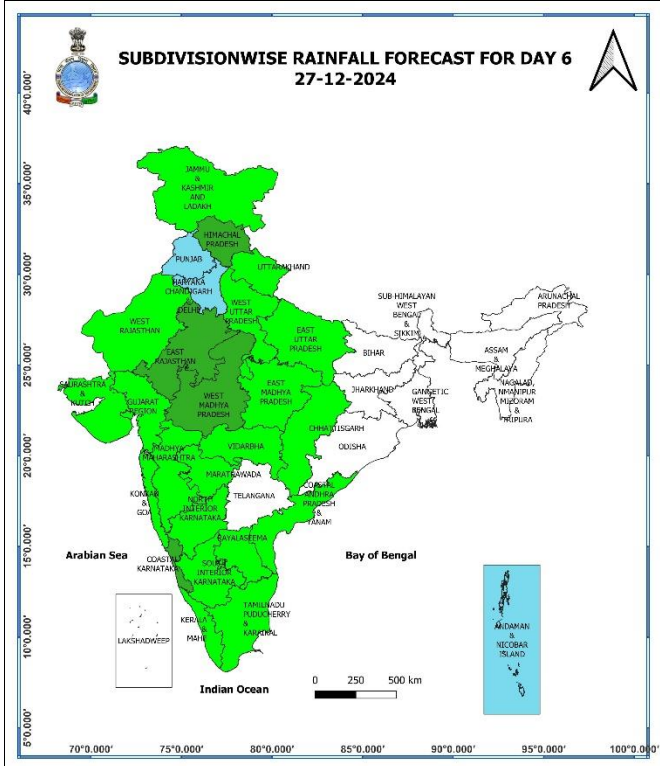 SUBDIVISIONWISE RAINFALL FORECAST FOR DAY 6
27-12-2024
40°0.000'
35°0.000'
30°0.000'
25°0.000'
20°0.000'
15°0.000'
10°0.000'
5°0.000'
JAMMU
&
KASHMIR
AND
LADAKH
HIMACHAL
PRADESH
PUNJAB
UTTARAKHAND
HARYANA
CHANDIGARH
DELHI
WEST
UTTAR
PRADESH
WEST
RAJASTHAN
EAST
UTTAR
PRADESH
EAST
RAJASTHAN
SUB HIMALAYAN
WEST
BENGAL
&
SIKKIM
ARUNACHAL
PRADESH
BIHAR
ASSAM
&
MEGHALAYA
NAGALAD,
NMANIPUR
MIZORAM
&
TRIPURA
SAURASHTRA
&
KUTCH
GUJARAT
REGION
WEST
MADHYA
PRADESH
EAST
MADHYA
PRADESH
JHARKHAND
GANGETIC
WEST
BENGAL
CHHATTISGARH
ODISHA
MADHYA
MAHARASHTRA
VIDARBHA
MARATHWADA
TELANGANA
KONKAN
&
GOA
NORTH
INTERIOR
KARNATAKA
COASTAL
ANDHRA
PRADESH
&
YANAM
RAYALASEEMA
Arabian Sea
Bay of Bengal
COASTAL
KARNATAKA
SOUTH
INTERIOR
KARNATAKA
TAMILNADU
PUDUCHERRY
&
KARAIKAL
KERALA
&
MAHE
LAKSHADWEEP
ANDAMAN
&
NICOBAR
ISLAND
Indian Ocean
0 250 500 km
70°0.000' 75°0.000' 80°0.000' 85°0.000' 90°0.000' 95°0.000' 100°0.000'